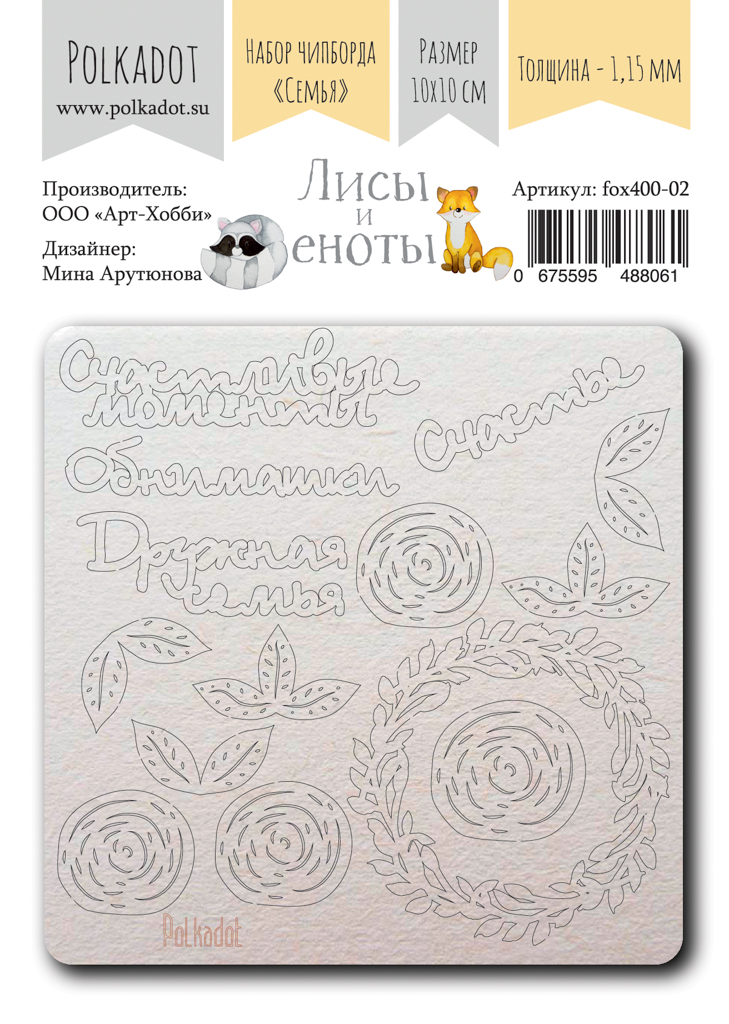 Polkadot
www.polkadot.su
Набор чипборда
«Семья»
Размер
10х10 см
Толщина - 1,15 мм
Производитель:
ООО «Арт-Хобби»
Дизайнер:
Мина Арутюнова
Лисы
и
еноты
Артикул: fox400-02
0 675595 488061
Счастливые
моменты
Счастье
Обнимашки
Дружная
семья
Polkadot